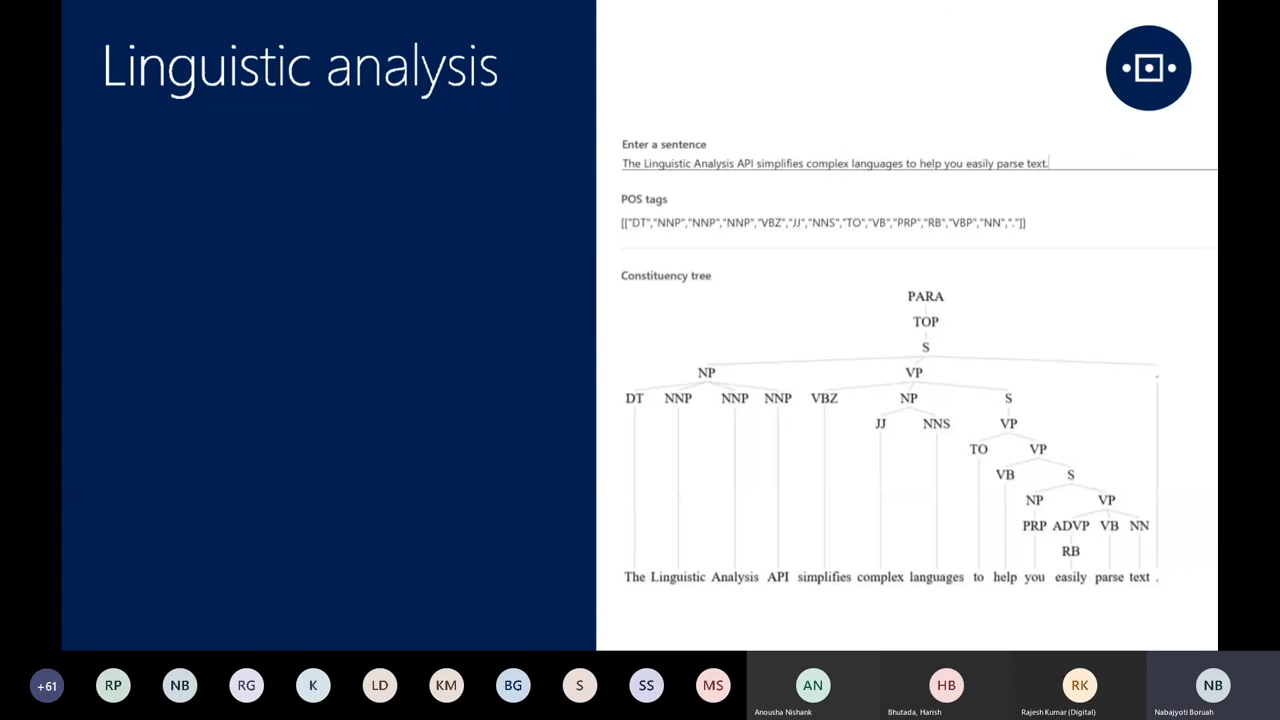 Linguistic analysis
Enter a sentence
The Linguistic Analysis API simplifies complex languages to help you easily parse text.
POS tags
[["DT","NNP","NNP","NNP","VBZ","JJ","NNS","TO","VB","PRP","RB","VBP","NN","."]]
Constituency tree
PARA
TOP
S
NP VP .
DT NNP NNP NNP VBZ NP S
JJ NNS VP
TO VP
VB S
NP VP
PRP ADVP VB NN
RB
The Linguistic Analysis API simplifies complex languages to help you easily parse text .
+61 RP NB RG K LD KM BG S SS MS AN HB RK NB
Anousha Nishank Bhutada, Harish Rajesh Kumar (Digital) Nabajyoti Boruah